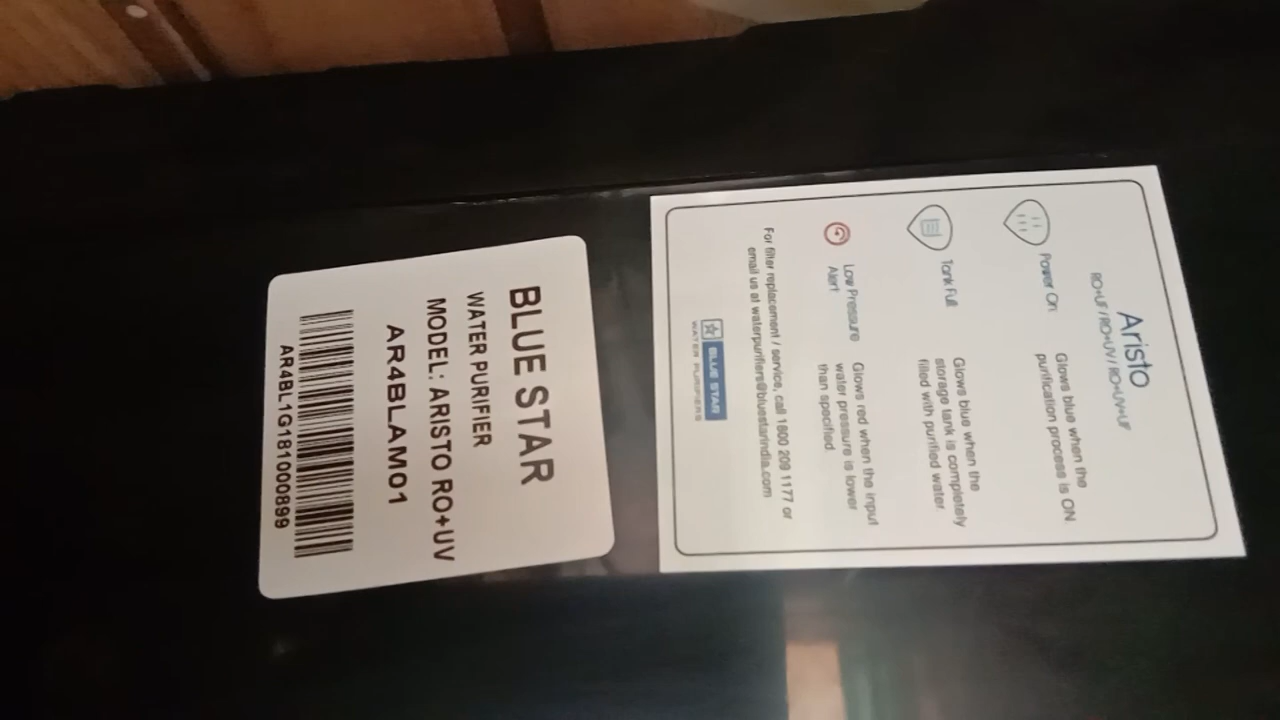 Aristo
RO+UF / RO+UV / RO+UV+UF
Power On
Glows blue when the
purification process is ON.
Tank Full
Glows blue when the
storage tank is completely
filled with purified water.
Low Pressure
Alert
Glows red when the input
water pressure is lower
than specified
For filter replacement / service, call 1800 209 1177 or
email us at waterpurifiers@bluestarindia.com
BLUE STAR
WATER PURIFIERS
BLUE STAR
WATER PURIFIER
MODEL: ARISTO RO+UV
AR4BLAM01
AR4BL1G181000899